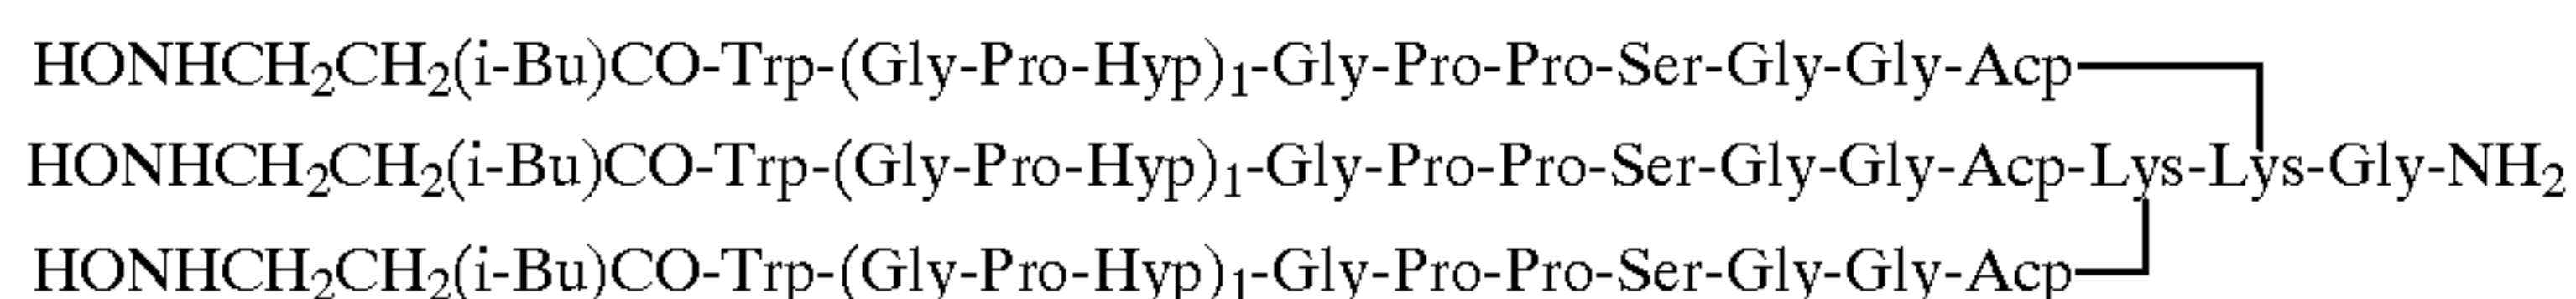 HONHCH₂CH₂(i-Bu)CO-Trp-(Gly-Pro-Hyp)₁-Gly-Pro-Pro-Ser-Gly-Gly-Acp
HONHCH₂CH₂(i-Bu)CO-Trp-(Gly-Pro-Hyp)₁-Gly-Pro-Pro-Ser-Gly-Gly-Acp-Lys-Lys-Gly-NH₂
HONHCH₂CH₂(i-Bu)CO-Trp-(Gly-Pro-Hyp)₁-Gly-Pro-Pro-Ser-Gly-Gly-Acp